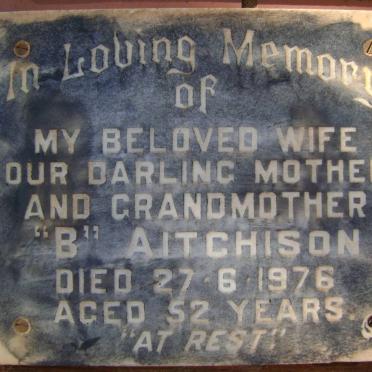 In Loving Memory
of
MY BELOVED WIFE
OUR DARLING MOTHER
AND GRANDMOTHER
"B" AITCHISON
DIED 27·6·1976
AGED 52 YEARS.
"AT REST"